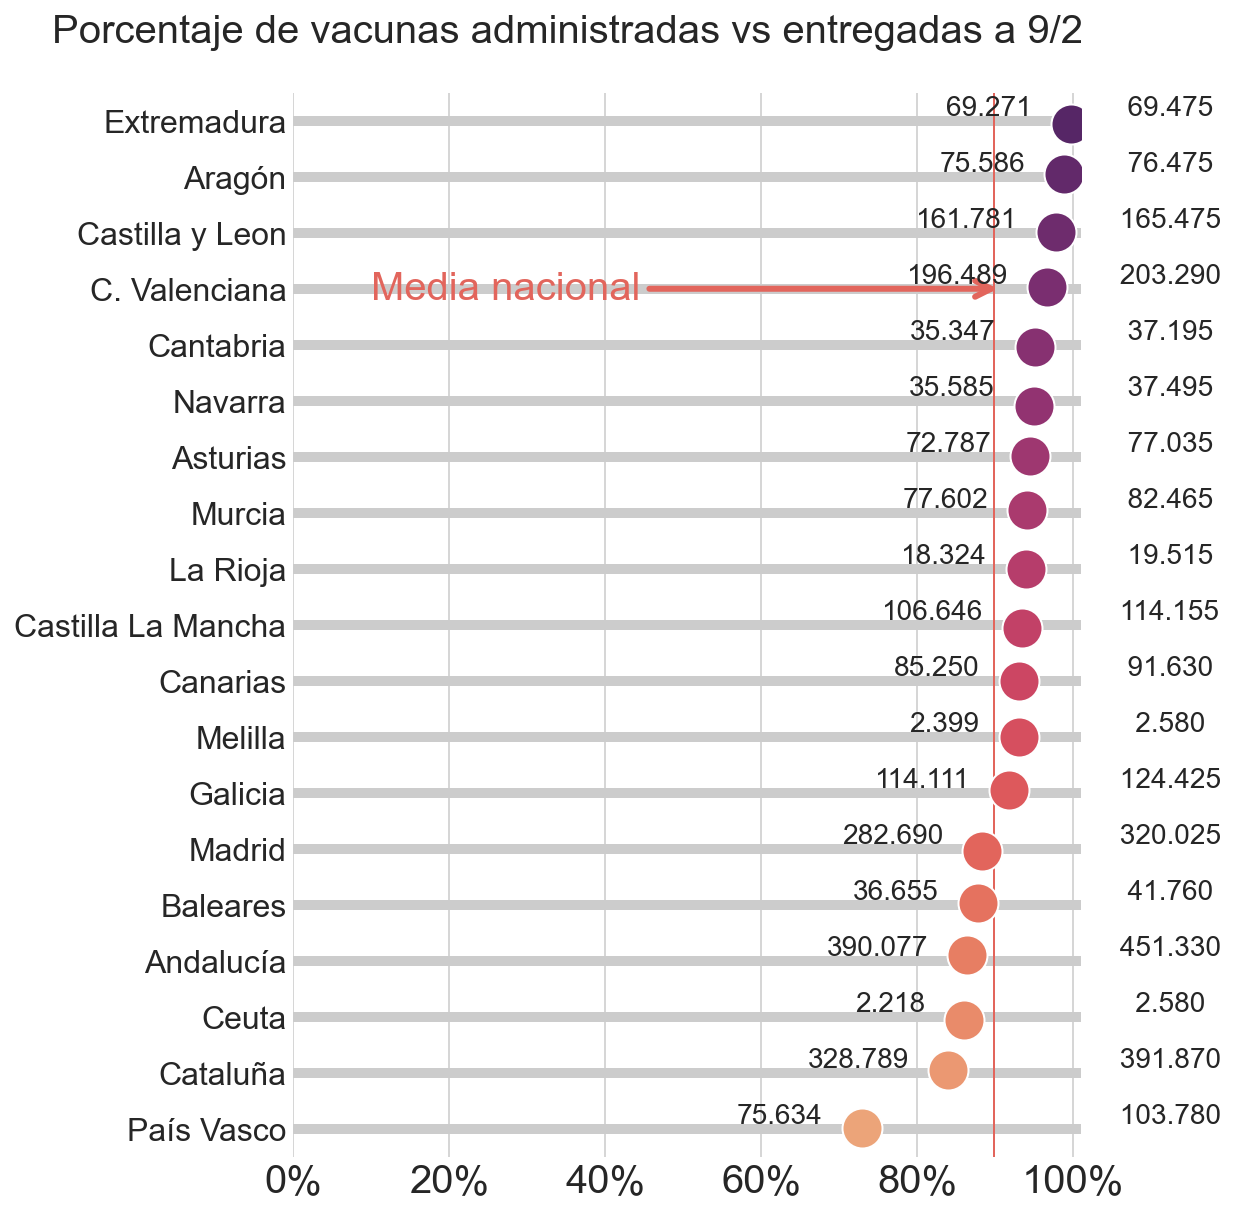 Porcentaje de vacunas administradas vs entregadas a 9/2
Extremadura 69.271 69.475
Aragón 75.586 76.475
Castilla y Leon 161.781 165.475
C. Valenciana Media nacional 196.489 203.290
Cantabria 35.347 37.195
Navarra 35.585 37.495
Asturias 72.787 77.035
Murcia 77.602 82.465
La Rioja 18.324 19.515
Castilla La Mancha 106.646 114.155
Canarias 85.250 91.630
Melilla 2.399 2.580
Galicia 114.111 124.425
Madrid 282.690 320.025
Baleares 36.655 41.760
Andalucía 390.077 451.330
Ceuta 2.218 2.580
Cataluña 328.789 391.870
País Vasco 75.634 103.780
0% 20% 40% 60% 80% 100%